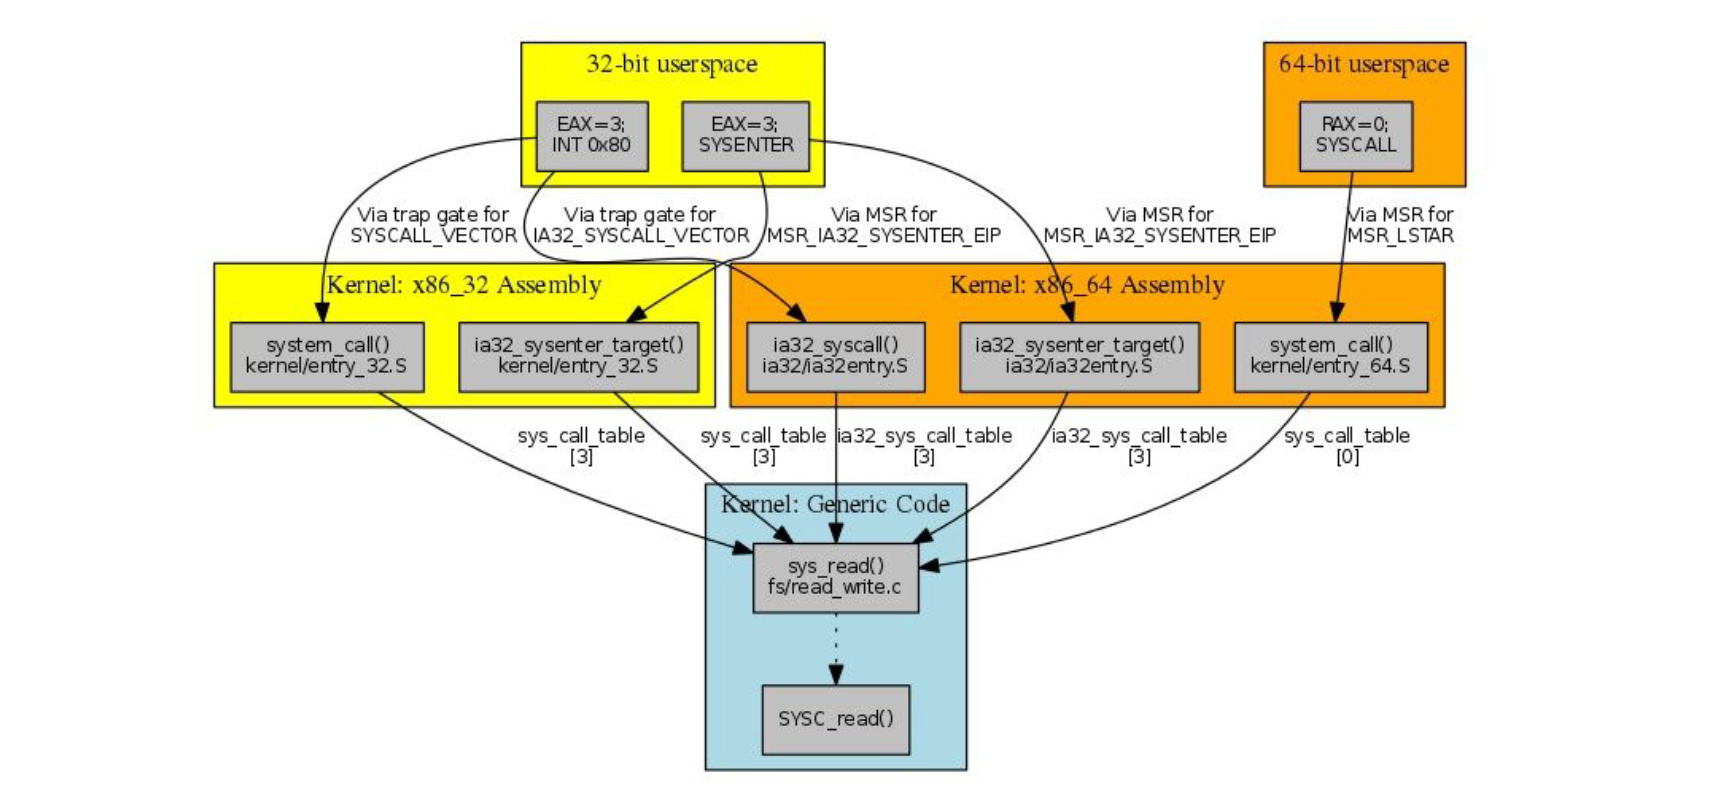 32-bit userspace
EAX=3;
INT 0x80
EAX=3;
SYSENTER
64-bit userspace
RAX=0;
SYSCALL
Via trap gate for
SYSCALL_VECTOR
Via trap gate for
IA32_SYSCALL_VECTOR
Via MSR for
MSR_IA32_SYSENTER_EIP
Via MSR for
MSR_IA32_SYSENTER_EIP
Via MSR for
MSR_LSTAR
Kernel: x86_32 Assembly
system_call()
kernel/entry_32.S
ia32_sysenter_target()
kernel/entry_32.S
Kernel: x86_64 Assembly
ia32_syscall()
ia32/ia32entry.S
ia32_sysenter_target()
ia32/ia32entry.S
system_call()
kernel/entry_64.S
sys_call_table
[3]
sys_call_table
[3]
ia32_sys_call_table
[3]
ia32_sys_call_table
[3]
sys_call_table
[0]
Kernel: Generic Code
sys_read()
fs/read_write.c
SYSC_read()